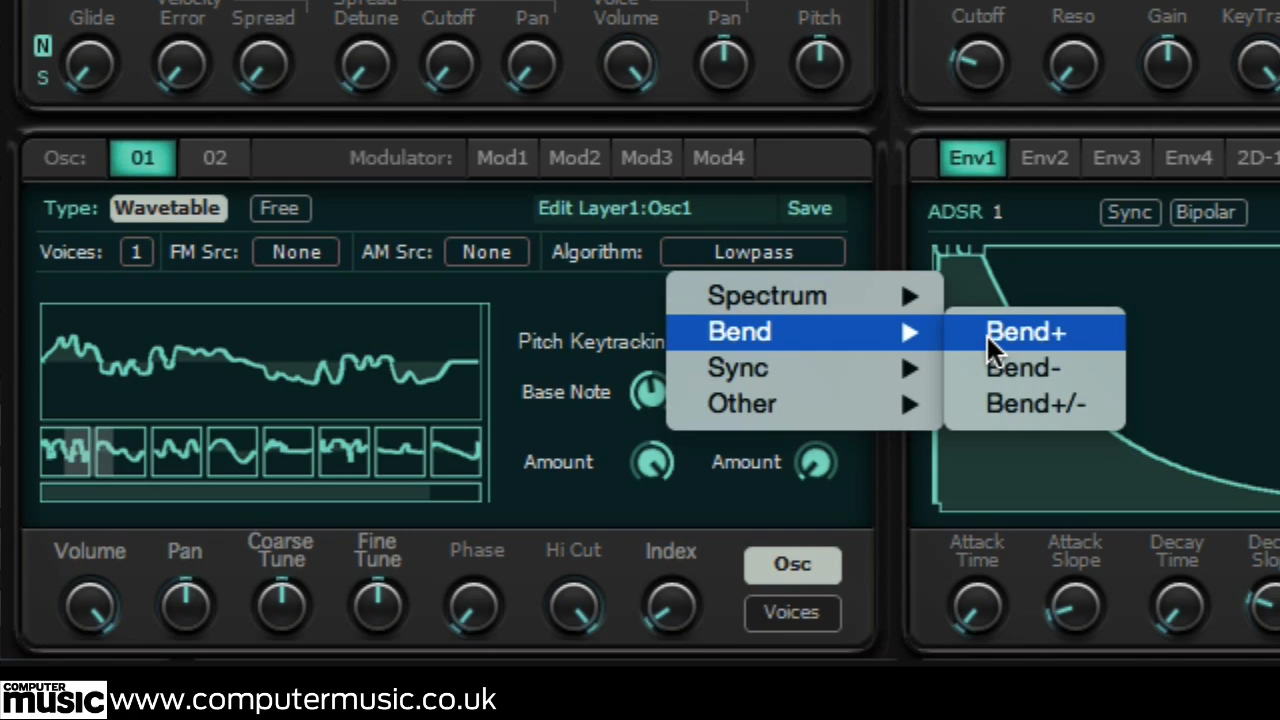 Velocity
Voice
Glide Error Spread Detune Cutoff Pan Volume Pan Pitch Cutoff Reso Gain
N
S
Osc: 01 02 Modulator: Mod1 Mod2 Mod3 Mod4 Env1 Env2 Env3 Env4
Type: Wavetable Free Edit Layer1:Osc1 Save ADSR 1 Sync Bipolar
Voices: 1 FM Src: None AM Src: None Algorithm: Lowpass
Spectrum
Bend Bend+
Pitch Keytrackin
Sync Bend-
Base Note
Other Bend+/-
Amount Amount
Volume Pan Coarse Tune Fine Tune Phase Hi Cut Index Osc Attack Time Attack Slope Decay Time
Voices
COMPUTER
music www.computermusic.co.uk